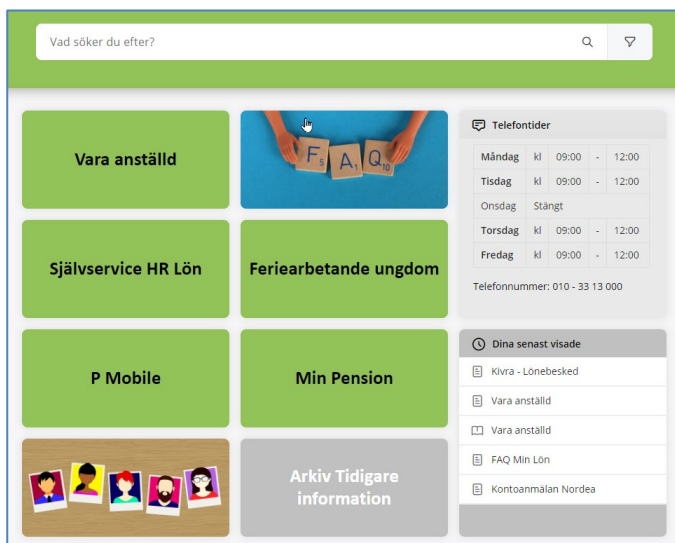 Vad söker du efter?
Vara anställd
F5 A1 Q10
Självservice HR Lön
Feriearbetande ungdom
P Mobile
Min Pension
Arkiv Tidigare
information
Telefontider
Måndag kl 09:00 - 12:00
Tisdag kl 09:00 - 12:00
Onsdag Stängt
Torsdag kl 09:00 - 12:00
Fredag kl 09:00 - 12:00
Telefonnummer: 010 - 33 13 000
Dina senast visade
Kivra - Lönebesked
Vara anställd
Vara anställd
FAQ Min Lön
Kontoanmälan Nordea